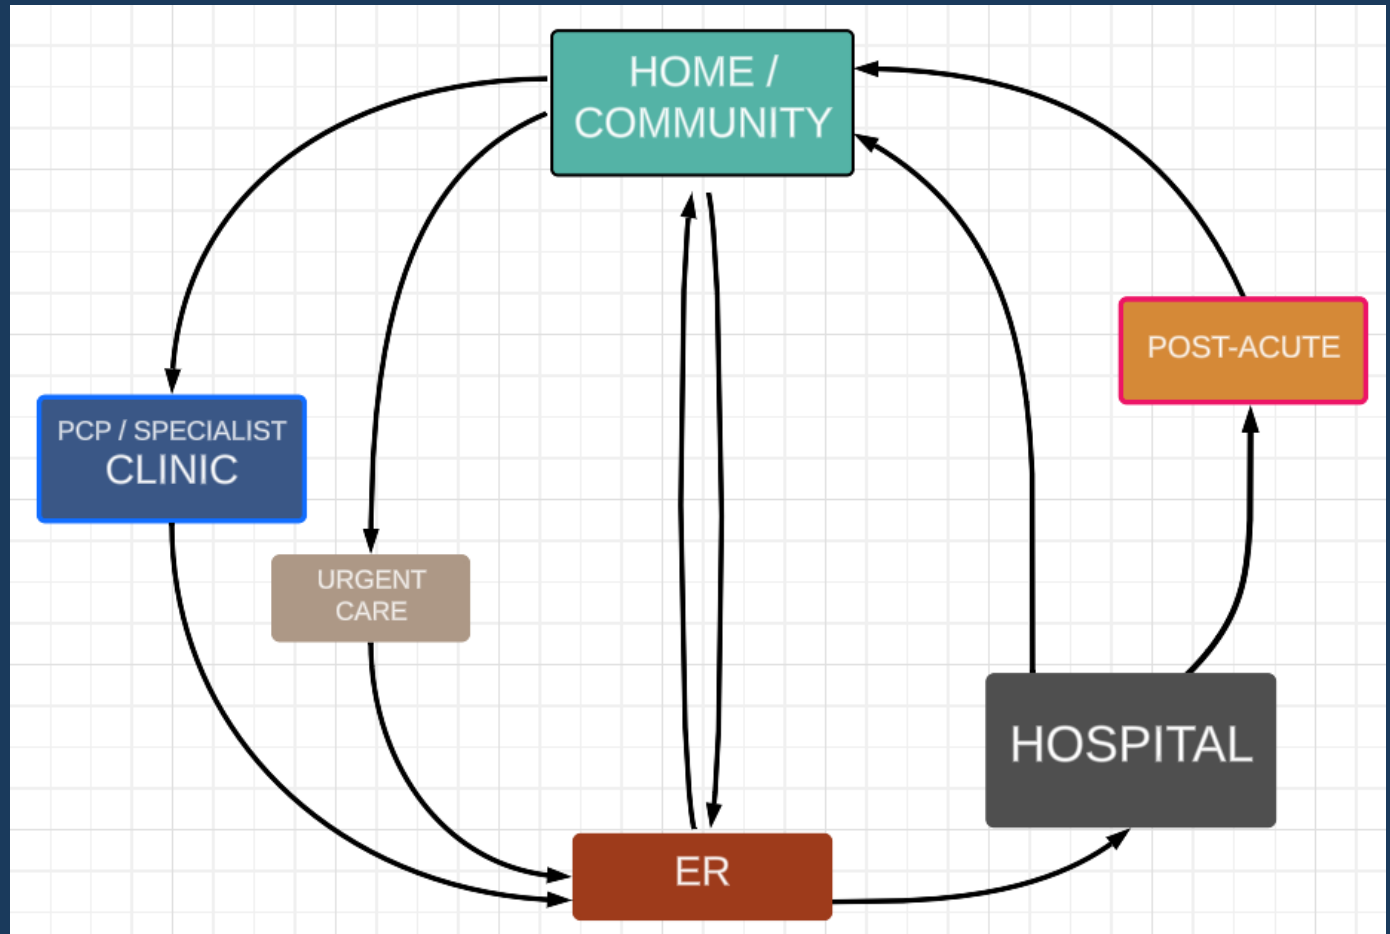 HOME /
COMMUNITY
POST-ACUTE
PCP / SPECIALIST
CLINIC
URGENT
CARE
HOSPITAL
ER